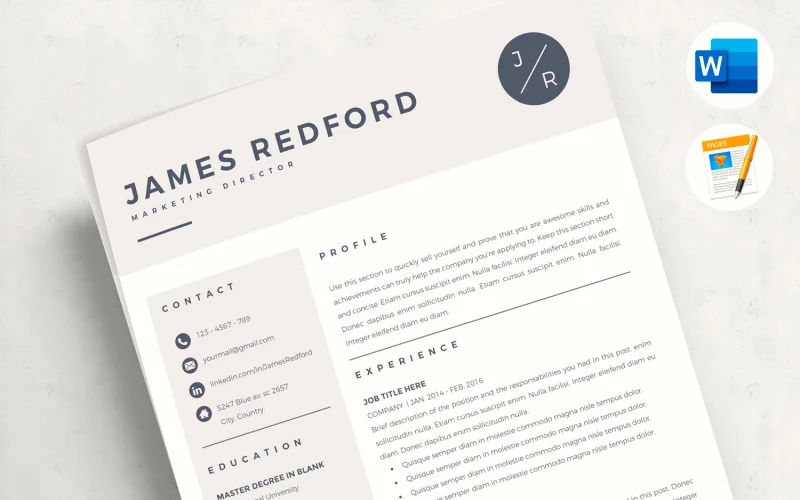 JAMES REDFORD
MARKETING DIRECTOR
J/R
W
PAGES
CONTACT
123 - 4567 - 789
yourmail@gmail.com
in
linkedin.com/in/JamesRedford
5247 Blue av. sc 2657
City, Country.
EDUCATION
MASTER DEGREE IN BLANK
University
PROFILE
Use this section to quickly sell yourself and prove that you are awesome skills and
achievements can truly help the company you're applying to. Keep this section short
and concise. Etiam cursus suscipit enim. Nulla facilisi. Integer eleifend diam eu diam.
Donec dapibus enim sollicitudin nulla. Etiam cursus suscipit enim. Nulla facilisi.
Integer eleifend diam eu diam.
EXPERIENCE
JOB TITLE HERE
COMPANY | JAN. 2014 - FEB. 2016
Brief description of the position and the responsabilities you had in this post. enim
sollicitudin nulla. Etiam cursus suscipit enim. Nulla facilisi. Integer eleifend diam eu
diam. Donec dapibus enim sollicitudin nulla.
• Quisque semper diam in molestie commodo magna nisle tempus dolor.
• Quisque semper diam in molestie commodo magna nisle tempus dolor.
• Quisque semper diam in molestie commodo magna nisle tempus dolor.
semper diam in molestie commodo magna nisle tempus dolor.
in this post. Donec
Integer